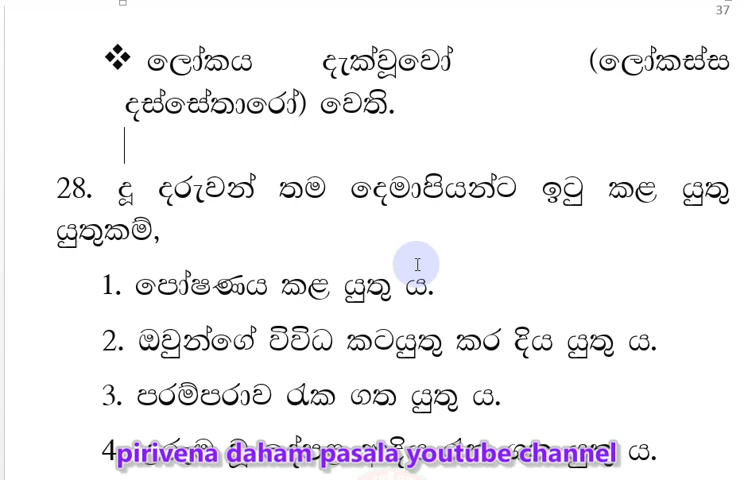 37
❖ ලෝකය දැක්වූවෝ (ලෝකස්ස
දස්සේතාරෝ) වෙති.
28. දූ දරුවන් තම දෙමාපියන්ට ඉටු කළ යුතු
යුතුකම්,
1. පෝෂණය කළ යුතු ය.
2. ඔවුන්ගේ විවිධ කටයුතු කර දිය යුතු ය.
3. පරම්පරාව රැක ගත යුතු ය.
4 යුතු ය.
pirivena daham pasala youtube channel